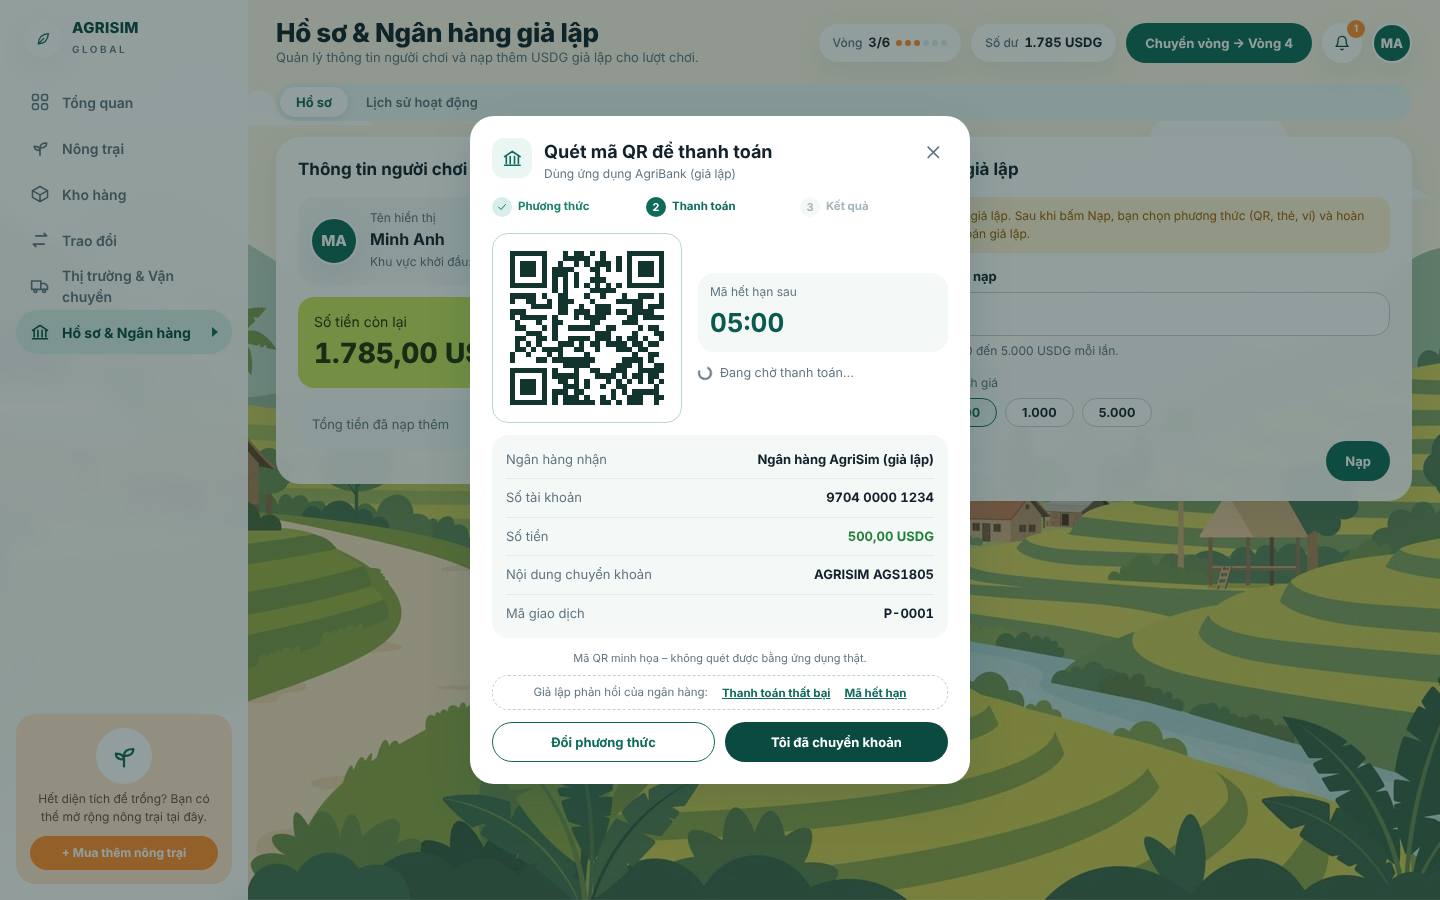 AGRISIM
GLOBAL
Tổng quan
Nông trại
Kho hàng
Trao đổi
Thị trường & Vận
chuyển
Hồ sơ & Ngân hàng
Hết diện tích để trồng? Bạn có
thể mở rộng nông trại tại đây.
+ Mua thêm nông trại
Hồ sơ & Ngân hàng giả lập
Quản lý thông tin người chơi và nạp thêm USDG giả lập cho lượt chơi.
Vòng 3/6
Số dư 1.785 USDG
Chuyển vòng → Vòng 4
1
MA
Hồ sơ
Lịch sử hoạt động
Thông tin người chơi
MA
Tên hiển thị
Minh Anh
Khu vực khởi đầu:
Số tiền còn lại
1.785,00 US
Tổng tiền đã nạp thêm
giả lập
giả lập. Sau khi bấm Nạp, bạn chọn phương thức (QR, thẻ, ví) và hoàn
giả lập.
nạp
đến 5.000 USDG mỗi lần.
giá
1.000
5.000
Nạp
Quét mã QR để thanh toán
Dùng ứng dụng AgriBank (giả lập)
Phương thức
2 Thanh toán
3 Kết quả
Mã hết hạn sau
05:00
Đang chờ thanh toán...
Ngân hàng nhận
Ngân hàng AgriSim (giả lập)
Số tài khoản
9704 0000 1234
Số tiền
500,00 USDG
Nội dung chuyển khoản
AGRISIM AGS1805
Mã giao dịch
P-0001
Mã QR minh họa – không quét được bằng ứng dụng thật.
Giả lập phản hồi của ngân hàng: Thanh toán thất bại Mã hết hạn
Đổi phương thức
Tôi đã chuyển khoản